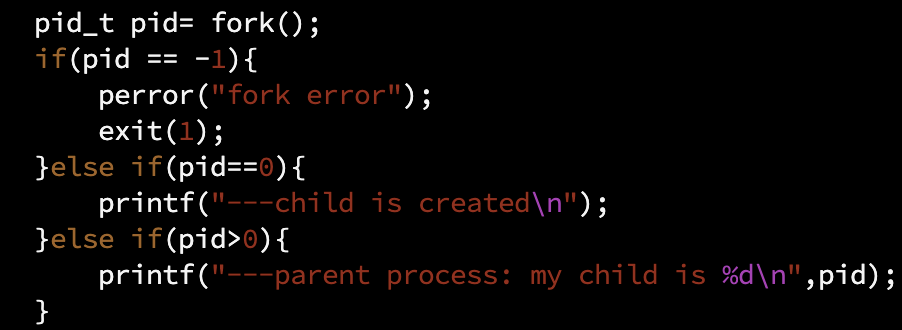 pid_t pid= fork();
if(pid == -1){
    perror("fork error");
    exit(1);
}else if(pid==0){
    printf("---child is created\n");
}else if(pid>0){
    printf("---parent process: my child is %d\n",pid);
}